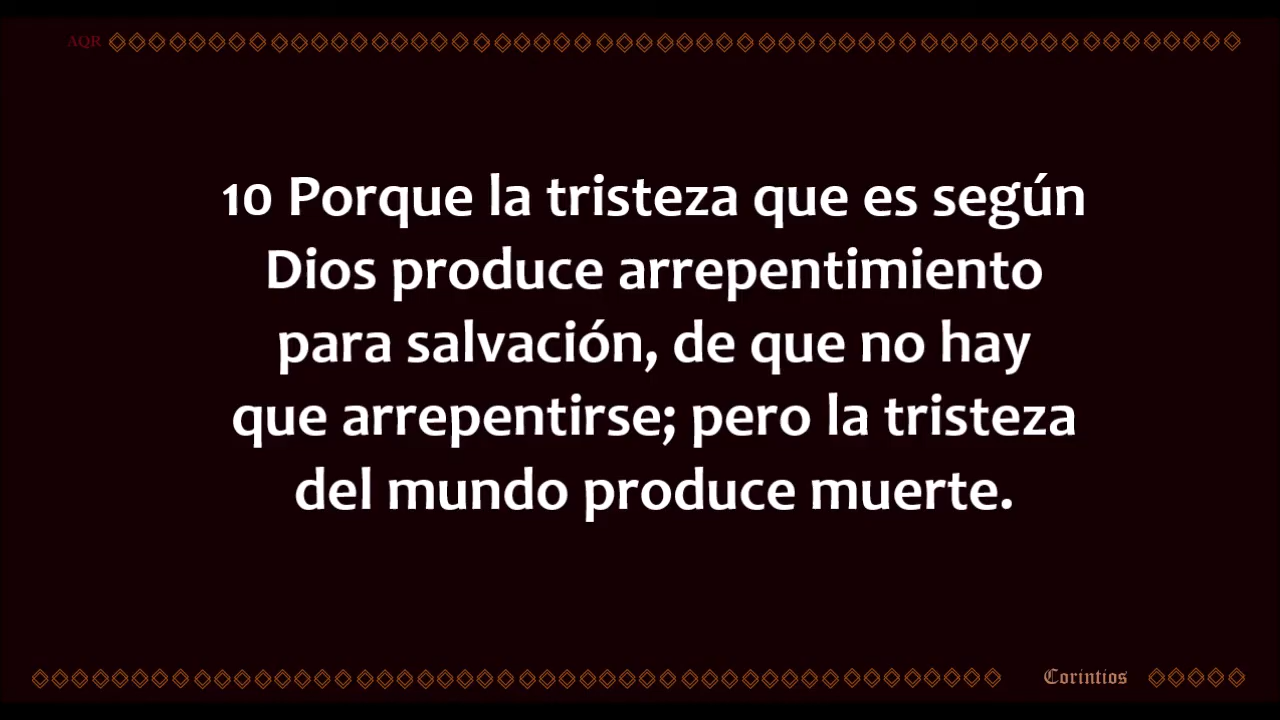 AQR
10 Porque la tristeza que es según
Dios produce arrepentimiento
para salvación, de que no hay
que arrepentirse; pero la tristeza
del mundo produce muerte.
Corintios